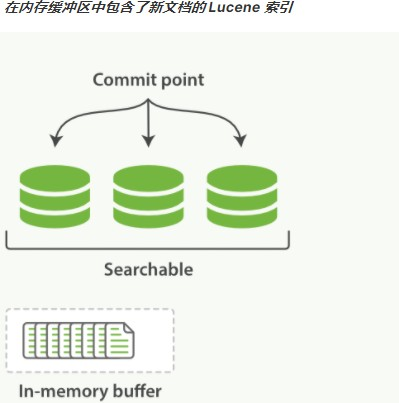 在内存缓冲区中包含了新文档的 Lucene 索引
Commit point
Searchable
In-memory buffer